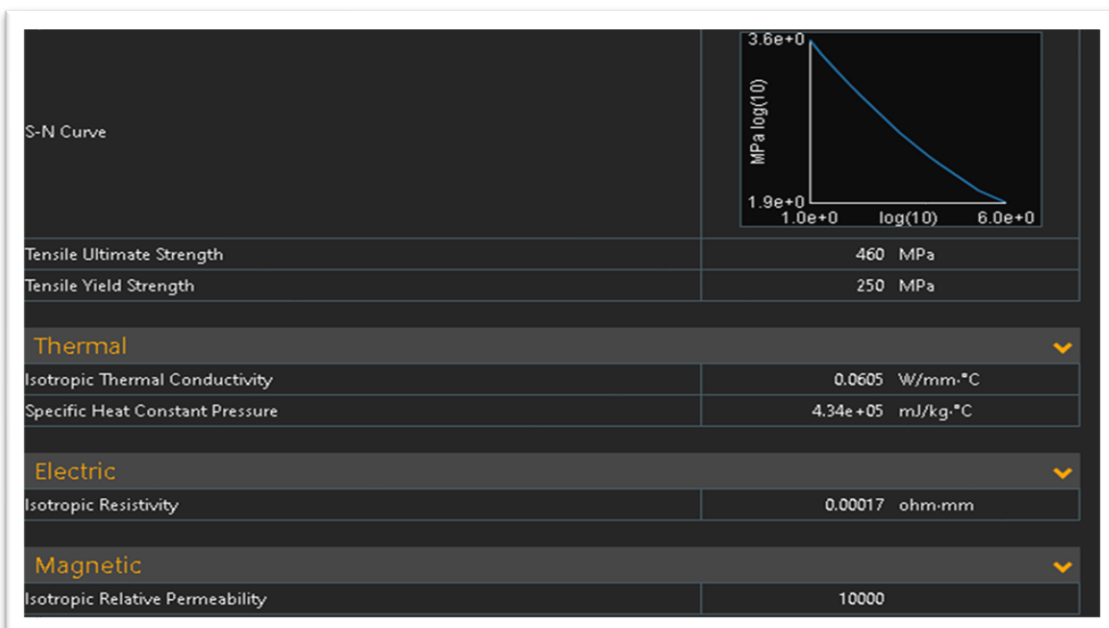 3.6e+0
MPa log(10)
S-N Curve
1.9e+0
1.0e+0 log(10) 6.0e+0
Tensile Ultimate Strength 460 MPa
Tensile Yield Strength 250 MPa
Thermal
Isotropic Thermal Conductivity 0.0605 W/mm·°C
Specific Heat Constant Pressure 4.34e+05 mJ/kg·°C
Electric
Isotropic Resistivity 0.00017 ohm·mm
Magnetic
Isotropic Relative Permeability 10000